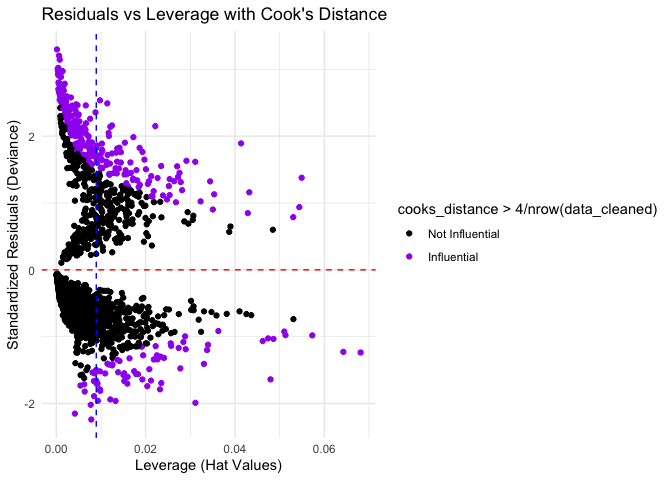 Residuals vs Leverage with Cook's Distance
Standardized Residuals (Deviance)
2
0
-2
0.00 0.02 0.04 0.06
Leverage (Hat Values)
cooks_distance > 4/nrow(data_cleaned)
Not Influential
Influential